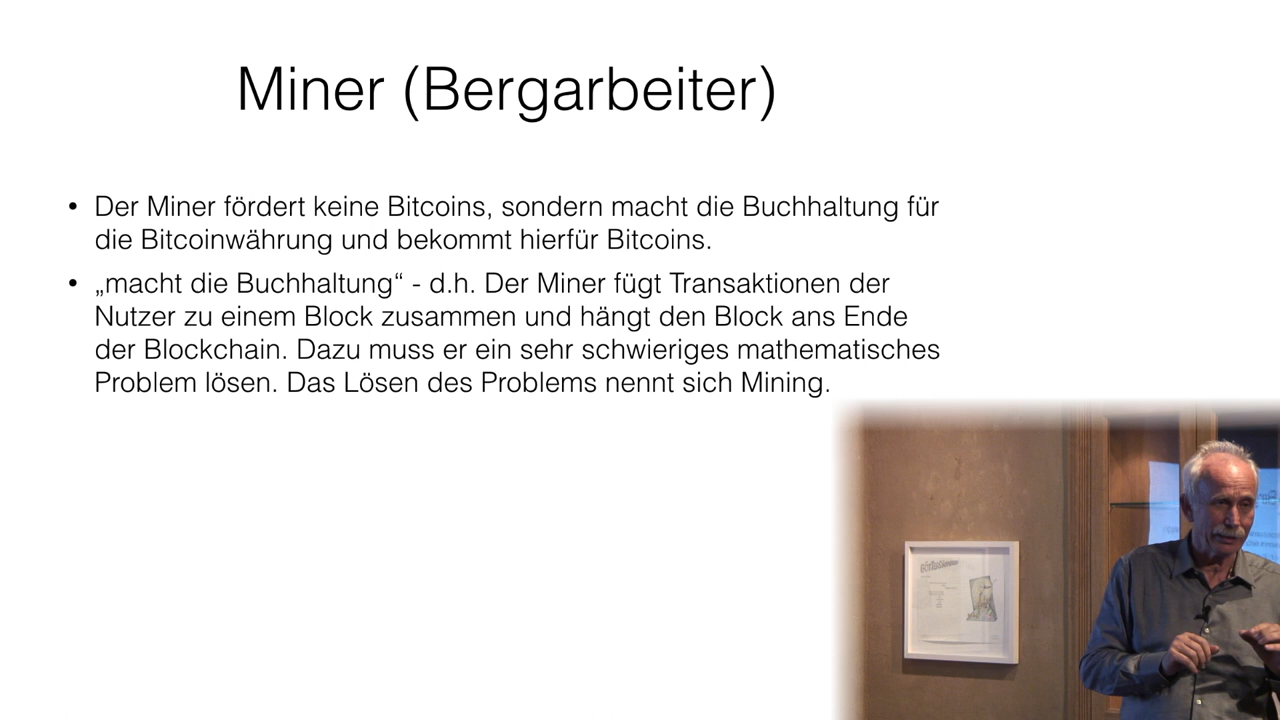 Miner (Bergarbeiter)
• Der Miner fördert keine Bitcoins, sondern macht die Buchhaltung für
die Bitcoinwährung und bekommt hierfür Bitcoins.
• „macht die Buchhaltung“ - d.h. Der Miner fügt Transaktionen der
Nutzer zu einem Block zusammen und hängt den Block ans Ende
der Blockchain. Dazu muss er ein sehr schwieriges mathematisches
Problem lösen. Das Lösen des Problems nennt sich Mining.